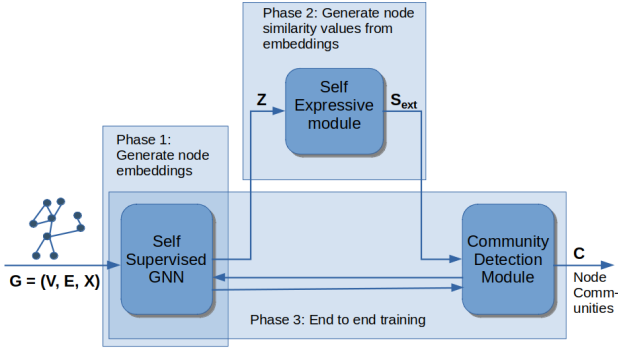 Phase 2: Generate node
similarity values from
embeddings
Self
Expressive
module
Z
S_ext
Phase 1:
Generate node
embeddings
Self
Supervised
GNN
Community
Detection
Module
G = (V, E, X)
C
Node
Comm-
unities
Phase 3: End to end training